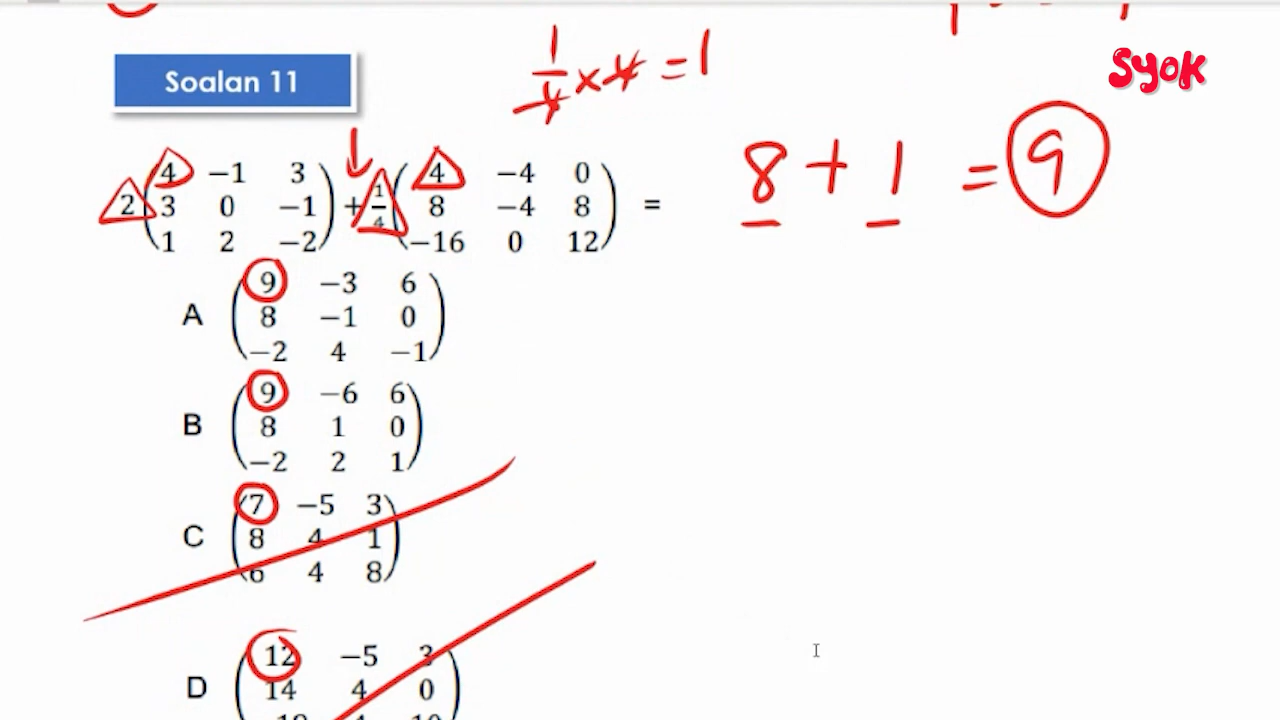 1/4 × 4 = 1
Syok
Soalan 11
8 + 1 = 9
2(4 −1 3) + 1/4(4 −4 0) =
3 0 −1 8 −4 8
1 2 −2 −16 0 12
A 9 −3 6
8 −1 0
−2 4 −1
B 9 −6 6
8 1 0
−2 2 1
C 7 −5 3
8 4 1
6 4 8
D 12 −5 3
14 4 0